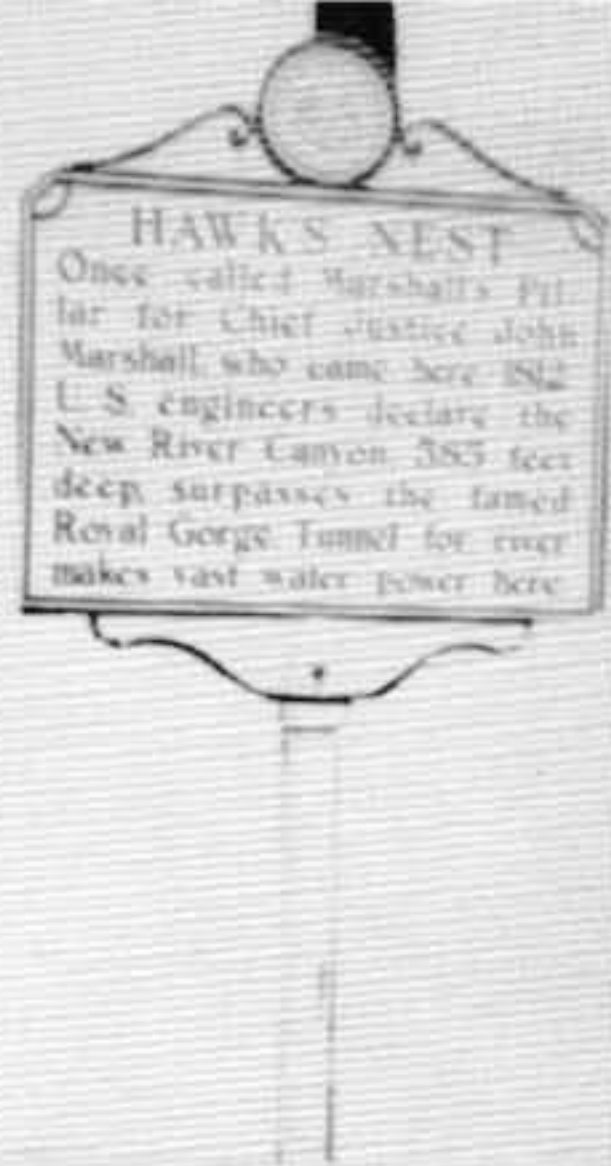 HAWKS NEST
Once called Marshall's Pil
lar for Chief Justice John
Marshall, who came here 1812.
U. S. engineers declare the
New River Canyon, 585 feet
deep, surpasses the famed
Royal Gorge. Tunnel for river
makes vast water power here